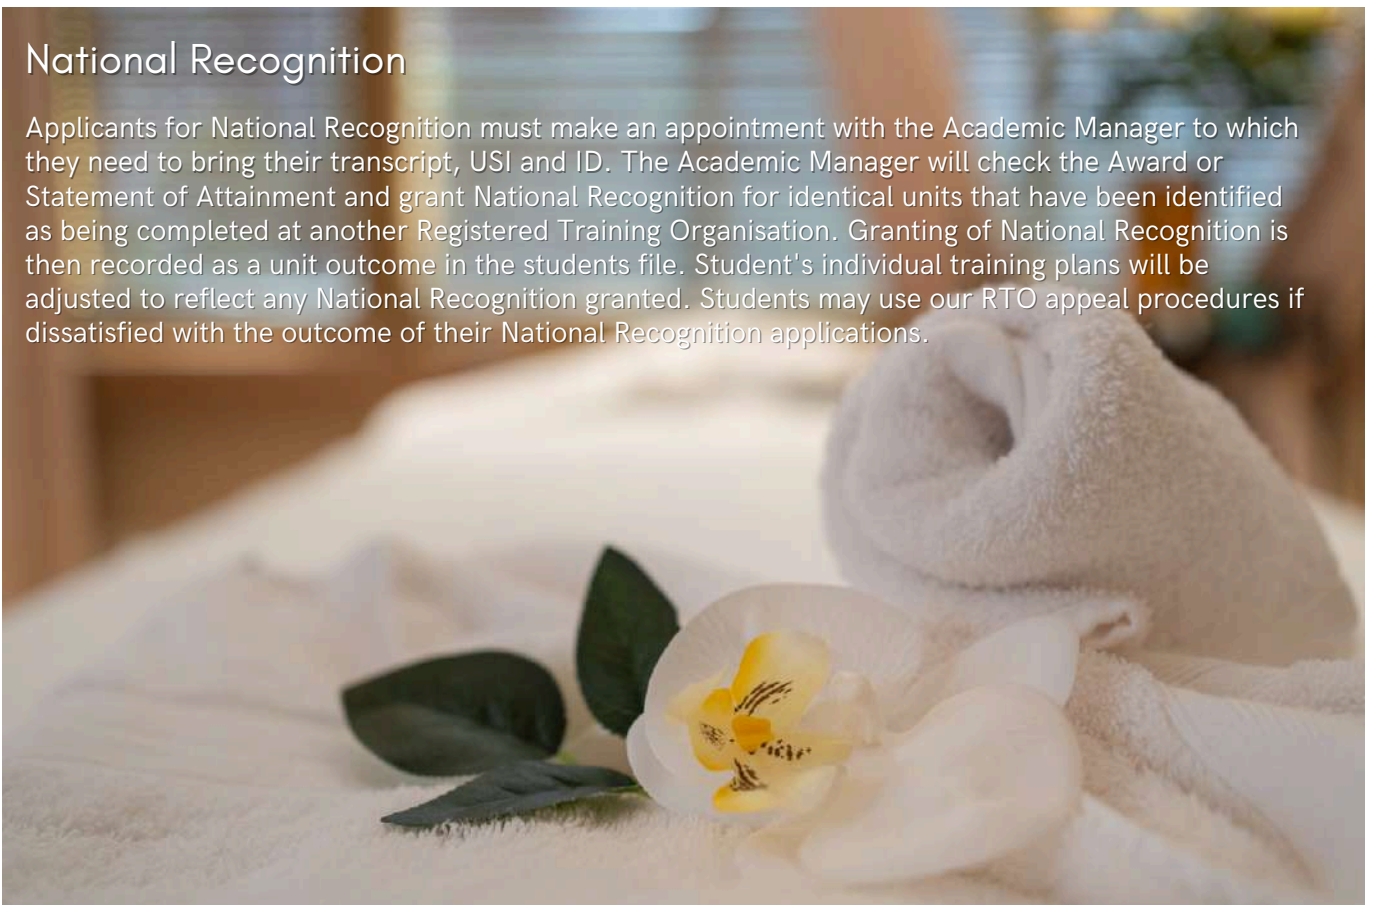 National Recognition
Applicants for National Recognition must make an appointment with the Academic Manager to which
they need to bring their transcript, USI and ID. The Academic Manager will check the Award or
Statement of Attainment and grant National Recognition for identical units that have been identified
as being completed at another Registered Training Organisation. Granting of National Recognition is
then recorded as a unit outcome in the students file. Student's individual training plans will be
adjusted to reflect any National Recognition granted. Students may use our RTO appeal procedures if
dissatisfied with the outcome of their National Recognition applications.